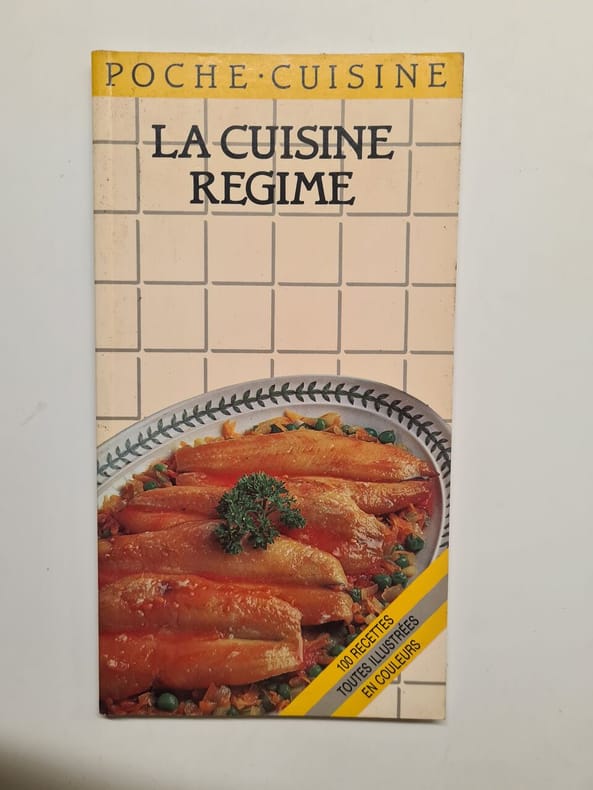 POCHE·CUISINE
LA CUISINE
REGIME
100 RECETTES
TOUTES ILLUSTRÉES
EN COULEURS